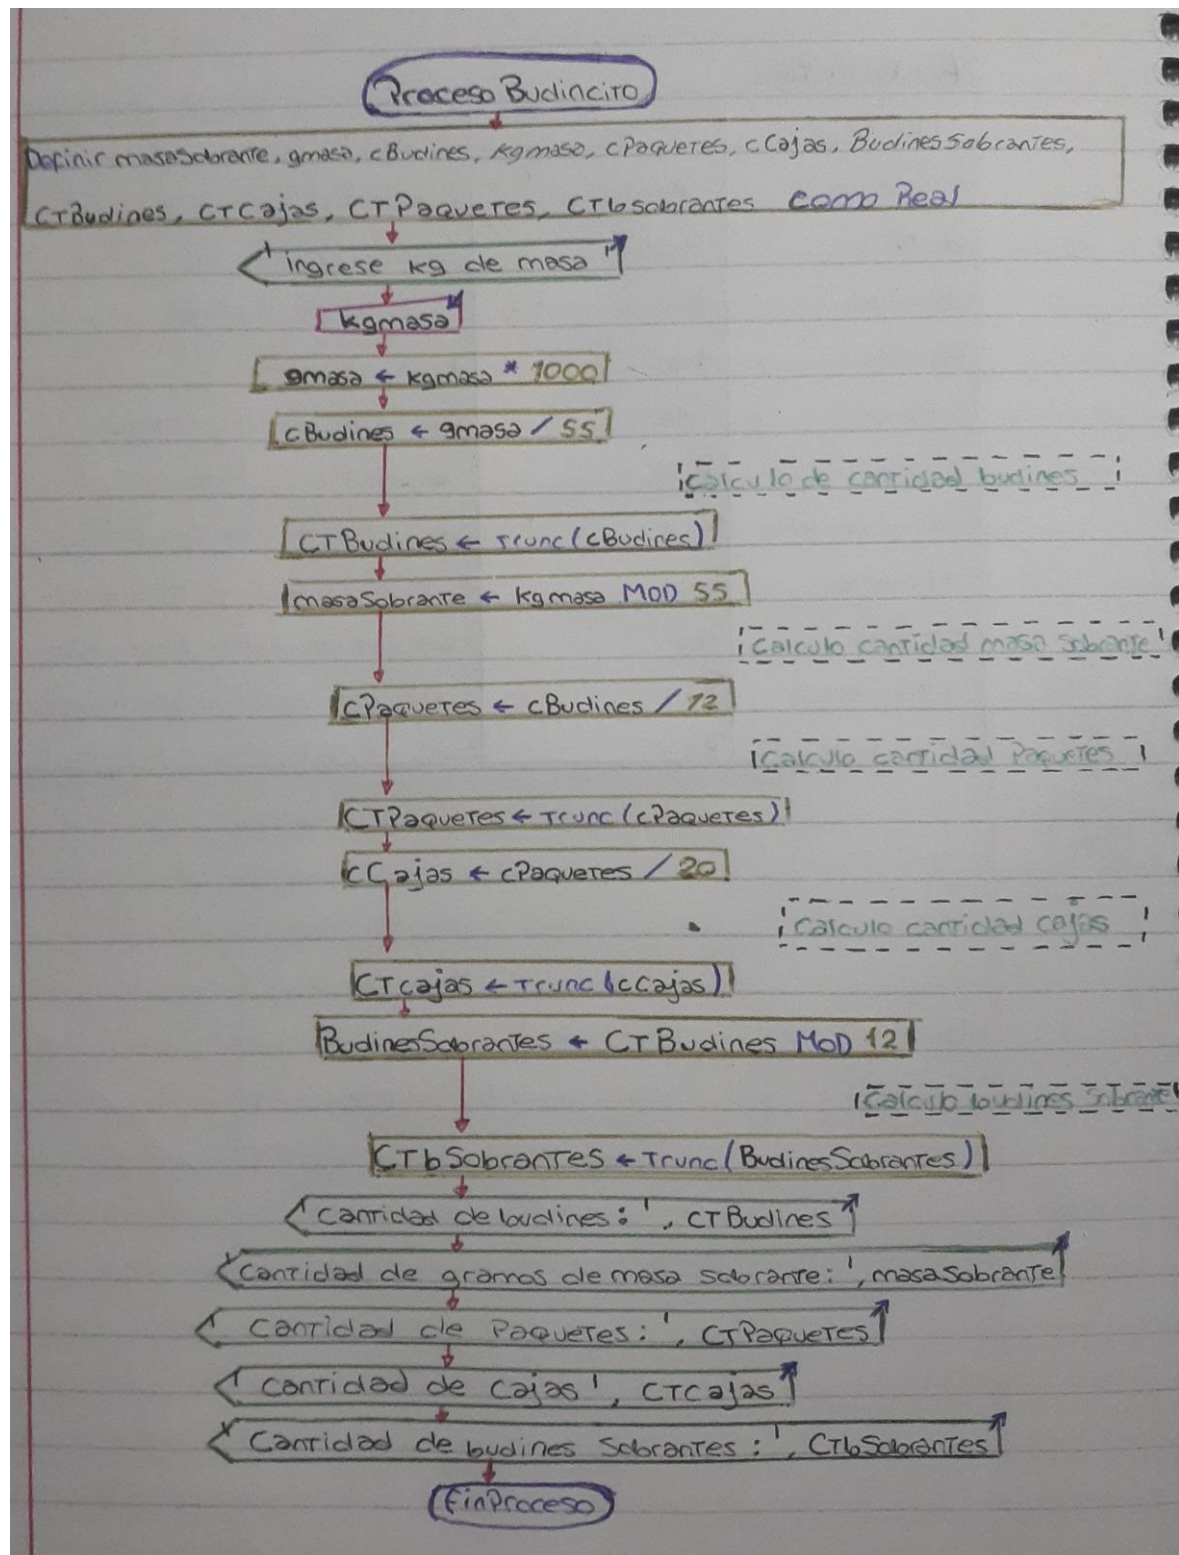 Proceso Budincito
Definir masaSobrante, gmasa, cBudines, kgmasa, cPaquetes, cCajas, BudinesSobrantes,
CTBudines, CTCajas, CTPaquetes, CTbsobrantes como Real
'ingrese kg de masa'
kgmasa
gmasa ← kgmasa * 1000
cBudines ← gmasa / 55
Calculo de cantidad budines
CTBudines ← trunc(cBudines)
masaSobrante ← kgmasa MOD 55
Calculo cantidad masa sobrante
cPaquetes ← cBudines / 12
Calculo cantidad Paquetes
CTPaquetes ← Trunc(cPaquetes)
cCajas ← cPaquetes / 20
Calculo cantidad cajas
CTcajas ← Trunc(cCajas)
BudinesSobrantes ← CTBudines MOD 12
Calculo budines sobrante
CTbSobrantes ← Trunc(BudinesSobrantes)
'Cantidad de budines: ', CTBudines
'Cantidad de gramos de masa sobrante: ', masaSobrante
'Cantidad de Paquetes: ', CTPaquetes
'Cantidad de Cajas', CTCajas
'Cantidad de budines Sobrantes: ', CTbSobrantes
FinProceso